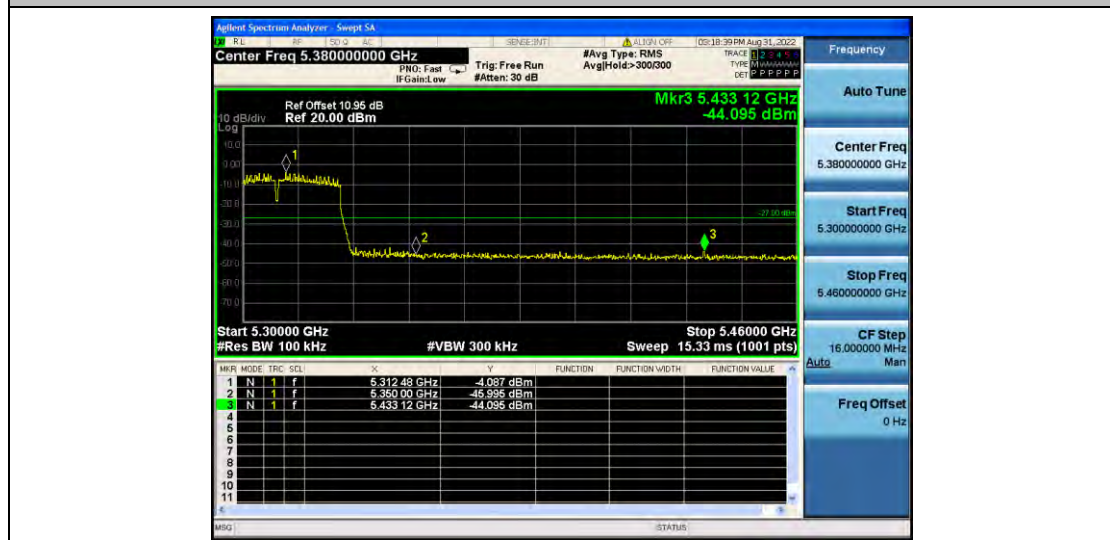 Agilent Spectrum Analyzer - Swept SA
RL RF 50 Ω AC SENSE:INT ALIGN OFF 03:18:39 PM Aug 31, 2022
Center Freq 5.380000000 GHz
PNO: Fast IFGain:Low
Trig: Free Run #Atten: 30 dB
#Avg Type: RMS Avg|Hold:>300/300
TRACE 1 2 3 4 5 6
TYPE M
DET P P P P P P
Frequency
Auto Tune
Mkr3 5.433 12 GHz
-44.095 dBm
Ref Offset 10.95 dB
10 dB/div Ref 20.00 dBm
Log
10.0
0.00
-10.0
-20.0
-30.0
-40.0
-50.0
-60.0
-70.0
1
2
3
-27.00 dBm
Center Freq
5.380000000 GHz
Start Freq
5.300000000 GHz
Stop Freq
5.460000000 GHz
CF Step
16.000000 MHz
Auto Man
Freq Offset
0 Hz
Start 5.30000 GHz Stop 5.46000 GHz
#Res BW 100 kHz #VBW 300 kHz Sweep 15.33 ms (1001 pts)
MKR MODE TRC SCL X Y FUNCTION FUNCTION WIDTH FUNCTION VALUE
1 N 1 f 5.312 48 GHz -4.087 dBm
2 N 1 f 5.350 00 GHz -45.995 dBm
3 N 1 f 5.433 12 GHz -44.095 dBm
4
5
6
7
8
9
10
11
MSG STATUS